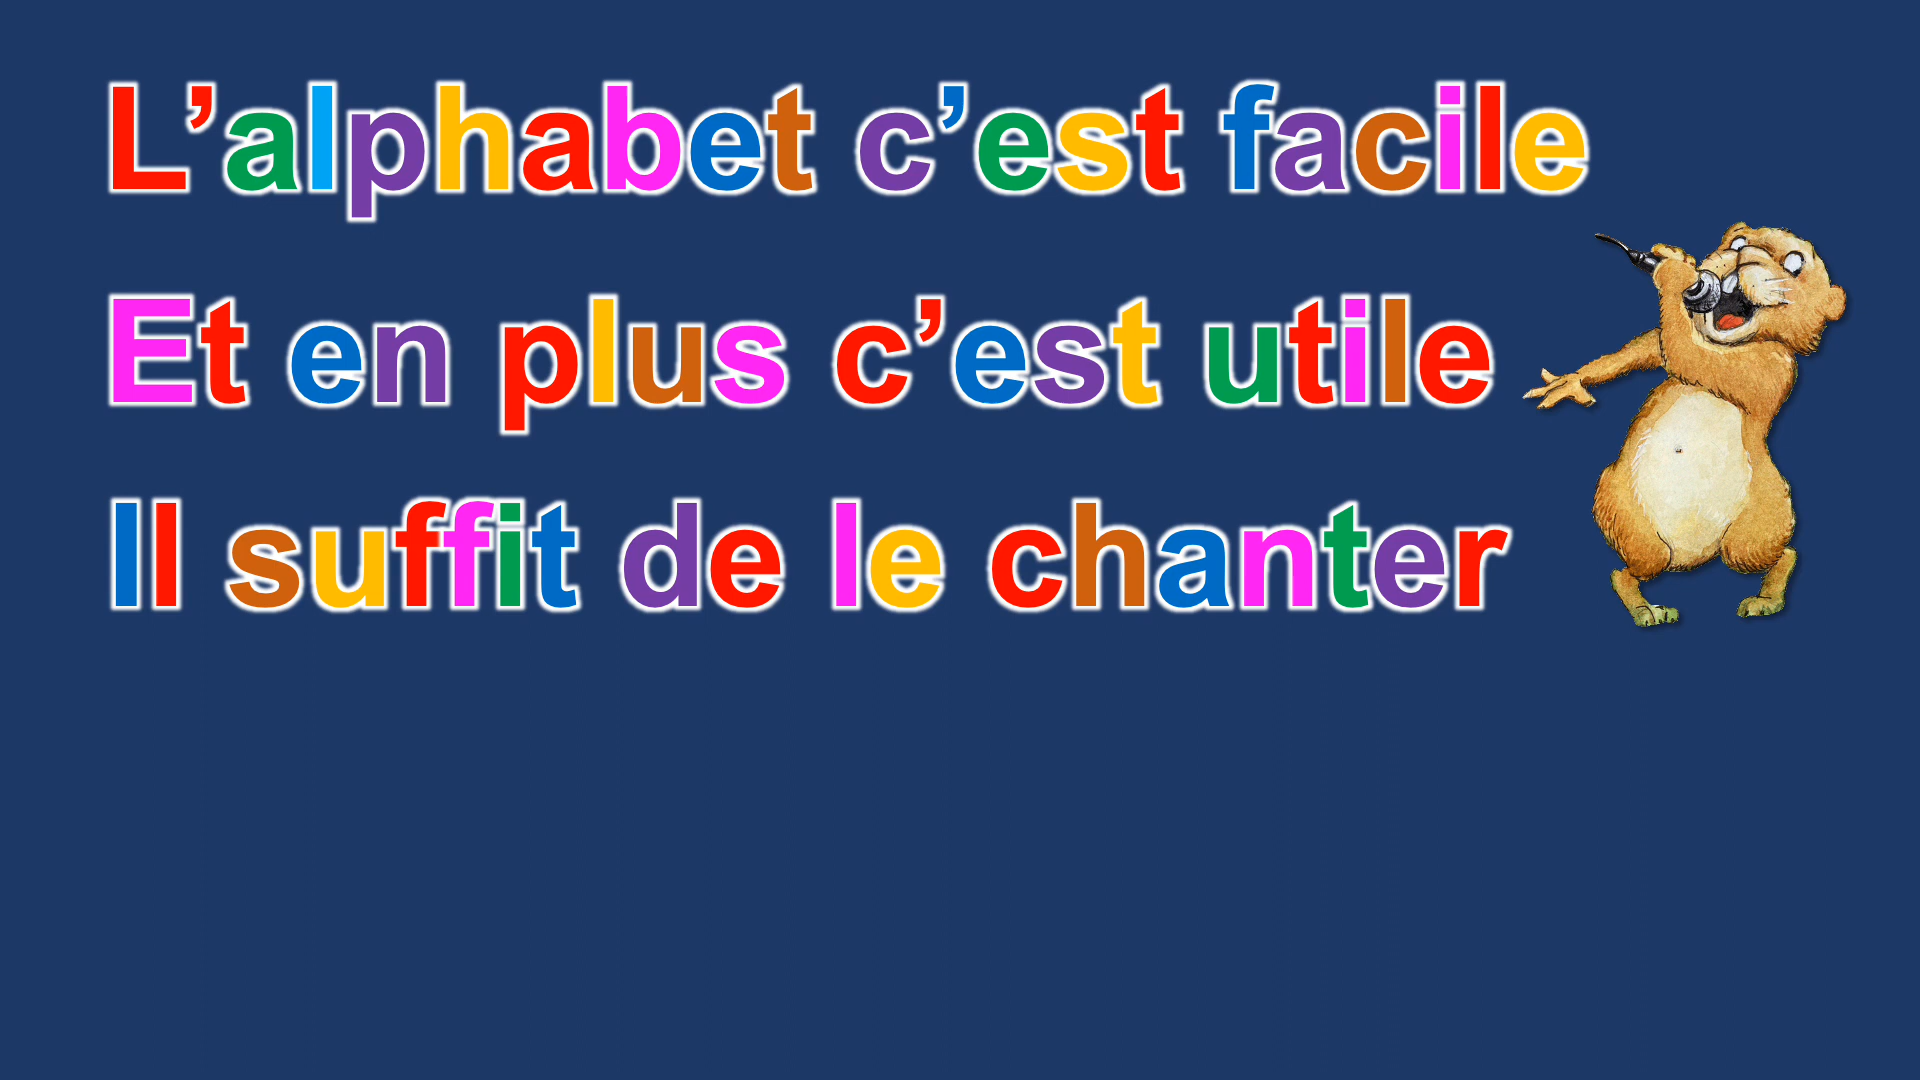 L’alphabet c’est facile
Et en plus c’est utile
Il suffit de le chanter